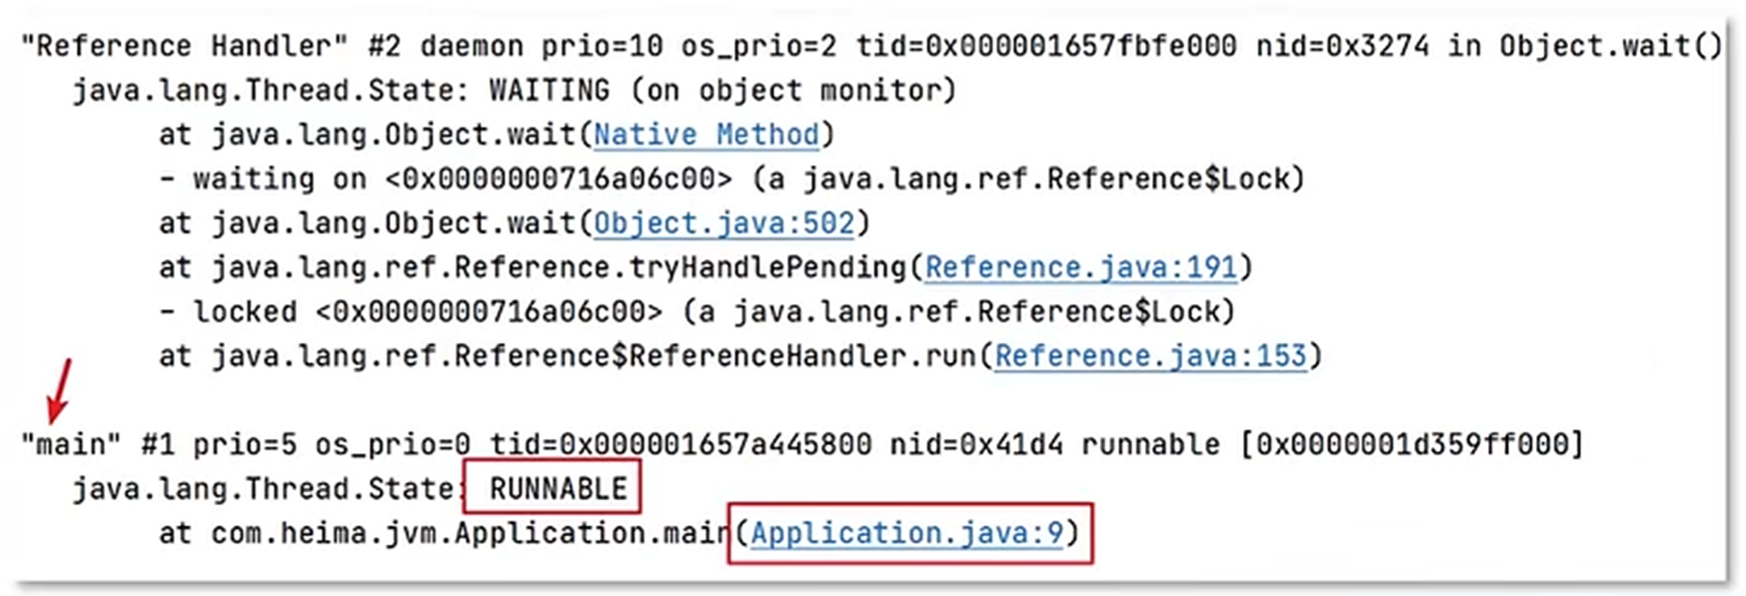 "Reference Handler" #2 daemon prio=10 os_prio=2 tid=0x000001657fbfe000 nid=0x3274 in Object.wait()
java.lang.Thread.State: WAITING (on object monitor)
at java.lang.Object.wait(Native Method)
- waiting on <0x0000000716a06c00> (a java.lang.ref.Reference$Lock)
at java.lang.Object.wait(Object.java:502)
at java.lang.ref.Reference.tryHandlePending(Reference.java:191)
- locked <0x0000000716a06c00> (a java.lang.ref.Reference$Lock)
at java.lang.ref.Reference$ReferenceHandler.run(Reference.java:153)
"main" #1 prio=5 os_prio=0 tid=0x000001657a445800 nid=0x41d4 runnable [0x0000001d359ff000]
java.lang.Thread.State: RUNNABLE
at com.heima.jvm.Application.main(Application.java:9)